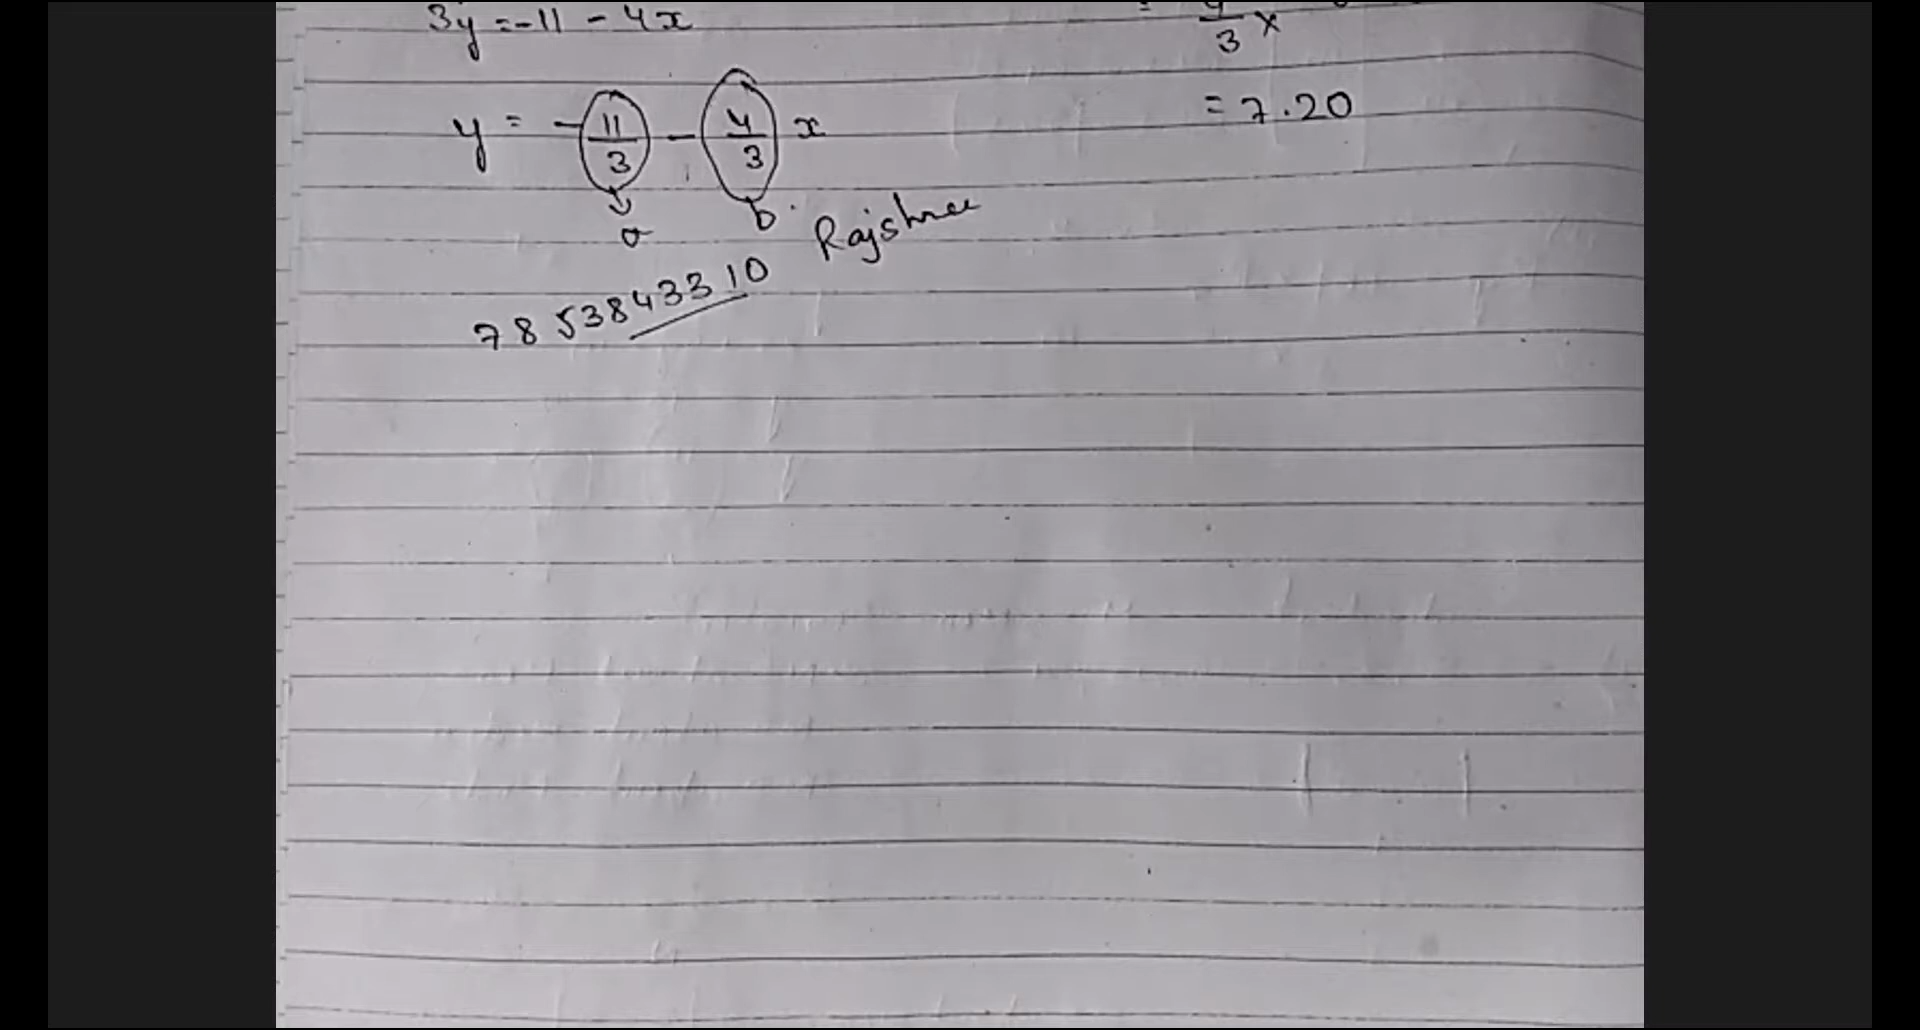 3y = -11 - 4x
y = - 11/3 - 4/3 x
a b
Rajshree
7853843310
3 x
= 7.20